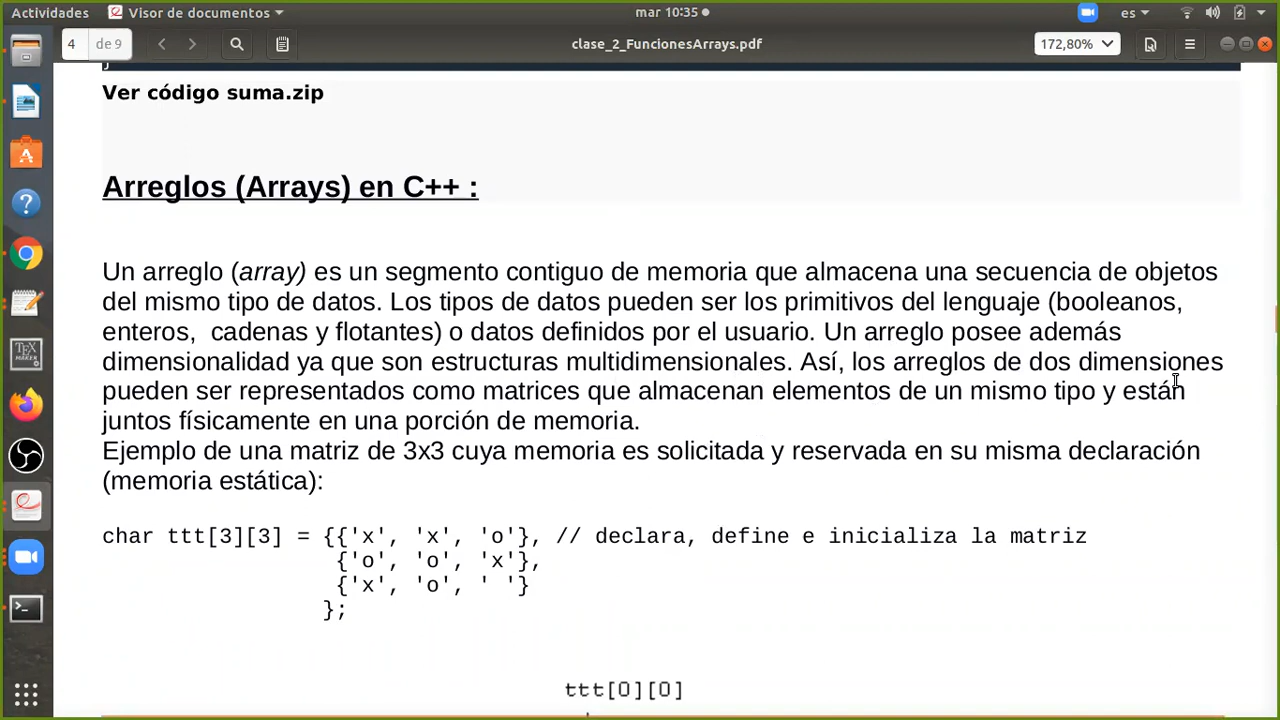 Actividades Visor de documentos mar 10:35 es
4 de 9 clase_2_FuncionesArrays.pdf 172,80%
Ver código suma.zip
Arreglos (Arrays) en C++ :
Un arreglo (array) es un segmento contiguo de memoria que almacena una secuencia de objetos
del mismo tipo de datos. Los tipos de datos pueden ser los primitivos del lenguaje (booleanos,
enteros,  cadenas y flotantes) o datos definidos por el usuario. Un arreglo posee además
dimensionalidad ya que son estructuras multidimensionales. Así, los arreglos de dos dimensiones
pueden ser representados como matrices que almacenan elementos de un mismo tipo y están
juntos físicamente en una porción de memoria.
Ejemplo de una matriz de 3x3 cuya memoria es solicitada y reservada en su misma declaración
(memoria estática):
char ttt[3][3] = {{'x', 'x', 'o'}, // declara, define e inicializa la matriz
{'o', 'o', 'x'},
{'x', 'o', ' '}
};
ttt[0][0]